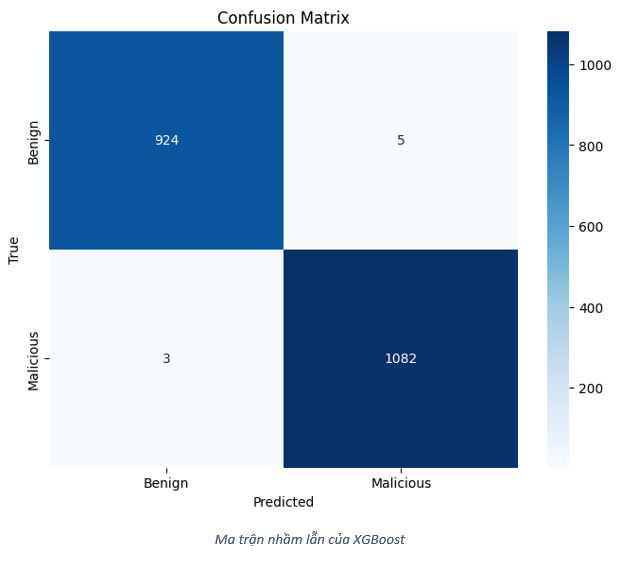 Confusion Matrix
True
Benign
924
5
Malicious
3
1082
Benign
Malicious
Predicted
1000
800
600
400
200
Ma trận nhầm lẫn của XGBoost